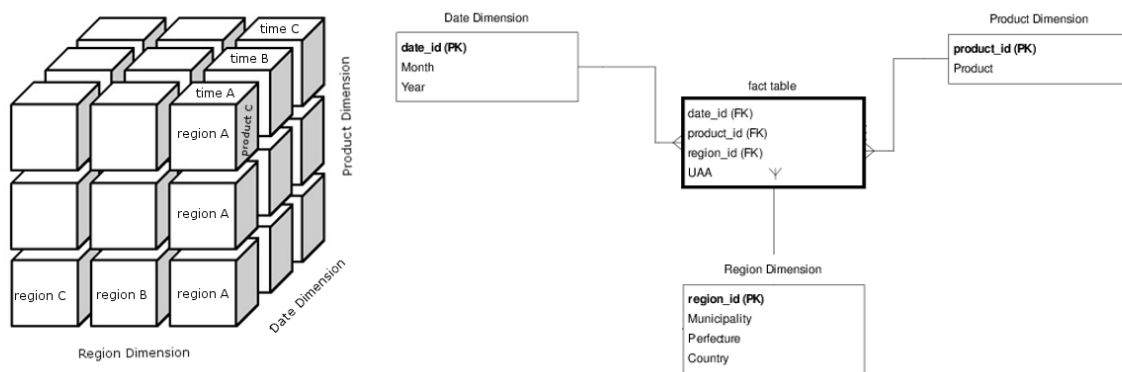 time C
time B
time A
product C
region A
region A
region C
region B
region A
Product Dimension
Date Dimension
Region Dimension
Date Dimension
date_id (PK)
Month
Year
Product Dimension
product_id (PK)
Product
fact table
date_id (FK)
product_id (FK)
region_id (FK)
UAA
Region Dimension
region_id (PK)
Municipality
Perfecture
Country